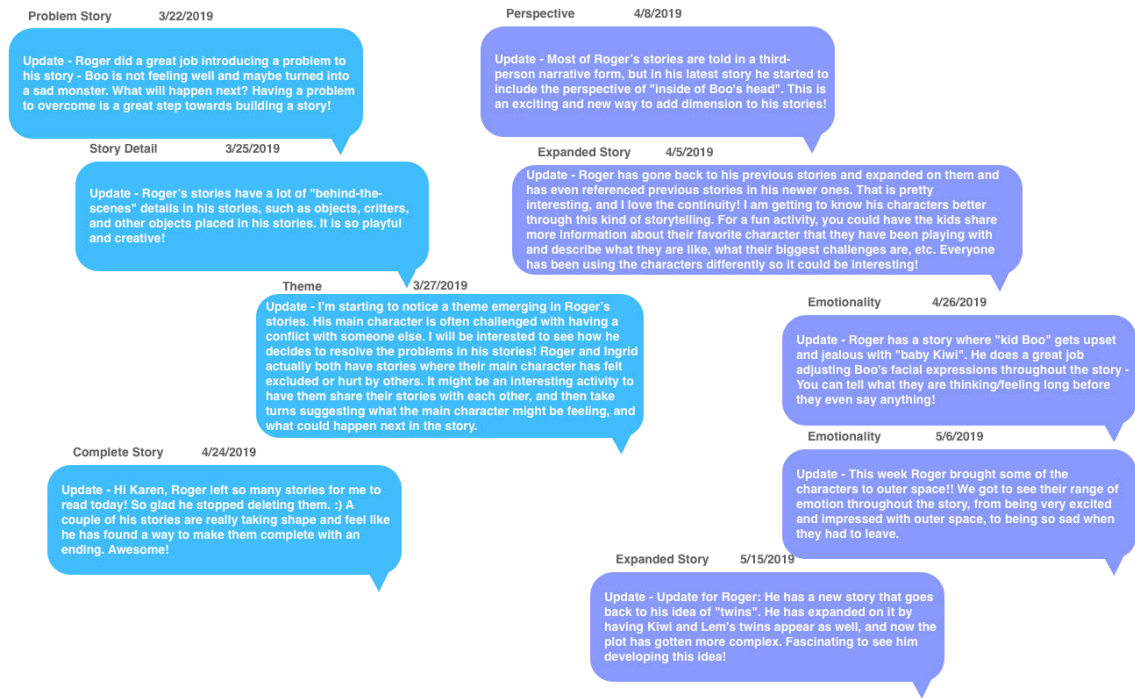 Problem Story 3/22/2019
Update - Roger did a great job introducing a problem to
his story - Boo is not feeling well and maybe turned into
a sad monster. What will happen next? Having a problem
to overcome is a great step towards building a story!
Story Detail 3/25/2019
Update - Roger's stories have a lot of "behind-the-
scenes" details in his stories, such as objects, critters,
and other objects placed in his stories. It is so playful
and creative!
Theme 3/27/2019
Update - I'm starting to notice a theme emerging in Roger's
stories. His main character is often challenged with having a
conflict with someone else. I will be interested to see how he
decides to resolve the problems in his stories! Roger and Ingrid
actually both have stories where their main character has felt
excluded or hurt by others. It might be an interesting activity to
have them share their stories with each other, and then take
turns suggesting what the main character might be feeling, and
what could happen next in the story.
Complete Story 4/24/2019
Update - Hi Karen, Roger left so many stories for me to
read today! So glad he stopped deleting them. :) A
couple of his stories are really taking shape and feel like
he has found a way to make them complete with an
ending. Awesome!
Perspective 4/8/2019
Update - Most of Roger's stories are told in a third-
person narrative form, but in his latest story he started to
include the perspective of "inside of Boo's head". This is
an exciting and new way to add dimension to his stories!
Expanded Story 4/5/2019
Update - Roger has gone back to his previous stories and expanded on them and
has even referenced previous stories in his newer ones. That is pretty
interesting, and I love the continuity! I am getting to know his characters better
through this kind of storytelling. For a fun activity, you could have the kids share
more information about their favorite character that they have been playing with
and describe what they are like, what their biggest challenges are, etc. Everyone
has been using the characters differently so it could be interesting!
Emotionality 4/26/2019
Update - Roger has a story where "kid Boo" gets upset
and jealous with "baby Kiwi". He does a great job
adjusting Boo's facial expressions throughout the story -
You can tell what they are thinking/feeling long before
they even say anything!
Emotionality 5/6/2019
Update - This week Roger brought some of the
characters to outer space!! We got to see their range of
emotion throughout the story, from being very excited
and impressed with outer space, to being so sad when
they had to leave.
Expanded Story 5/15/2019
Update - Update for Roger: He has a new story that goes
back to his idea of "twins". He has expanded on it by
having Kiwi and Lem's twins appear as well, and now the
plot has gotten more complex. Fascinating to see him
developing this idea!